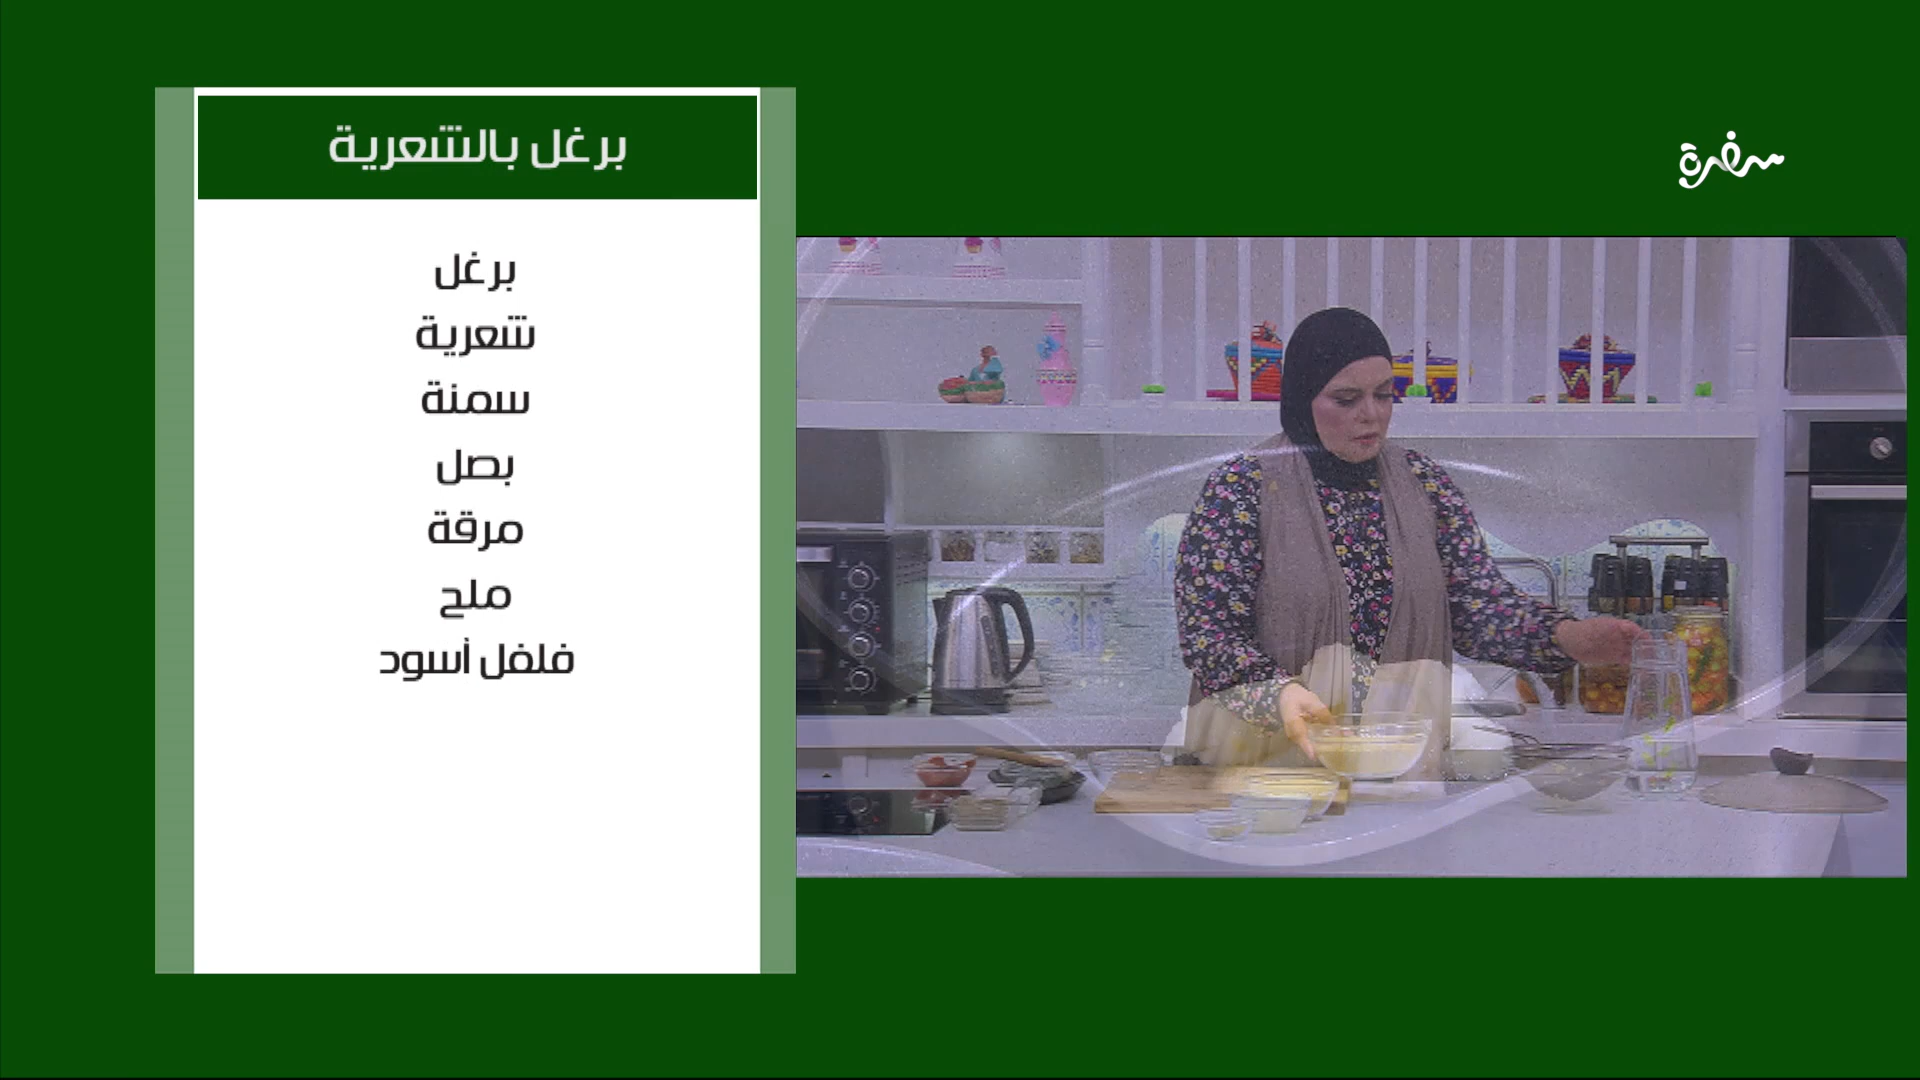 برغل بالشعرية
برغل
شعرية
سمنة
بصل
مرقة
ملح
فلفل أسود
سفرة